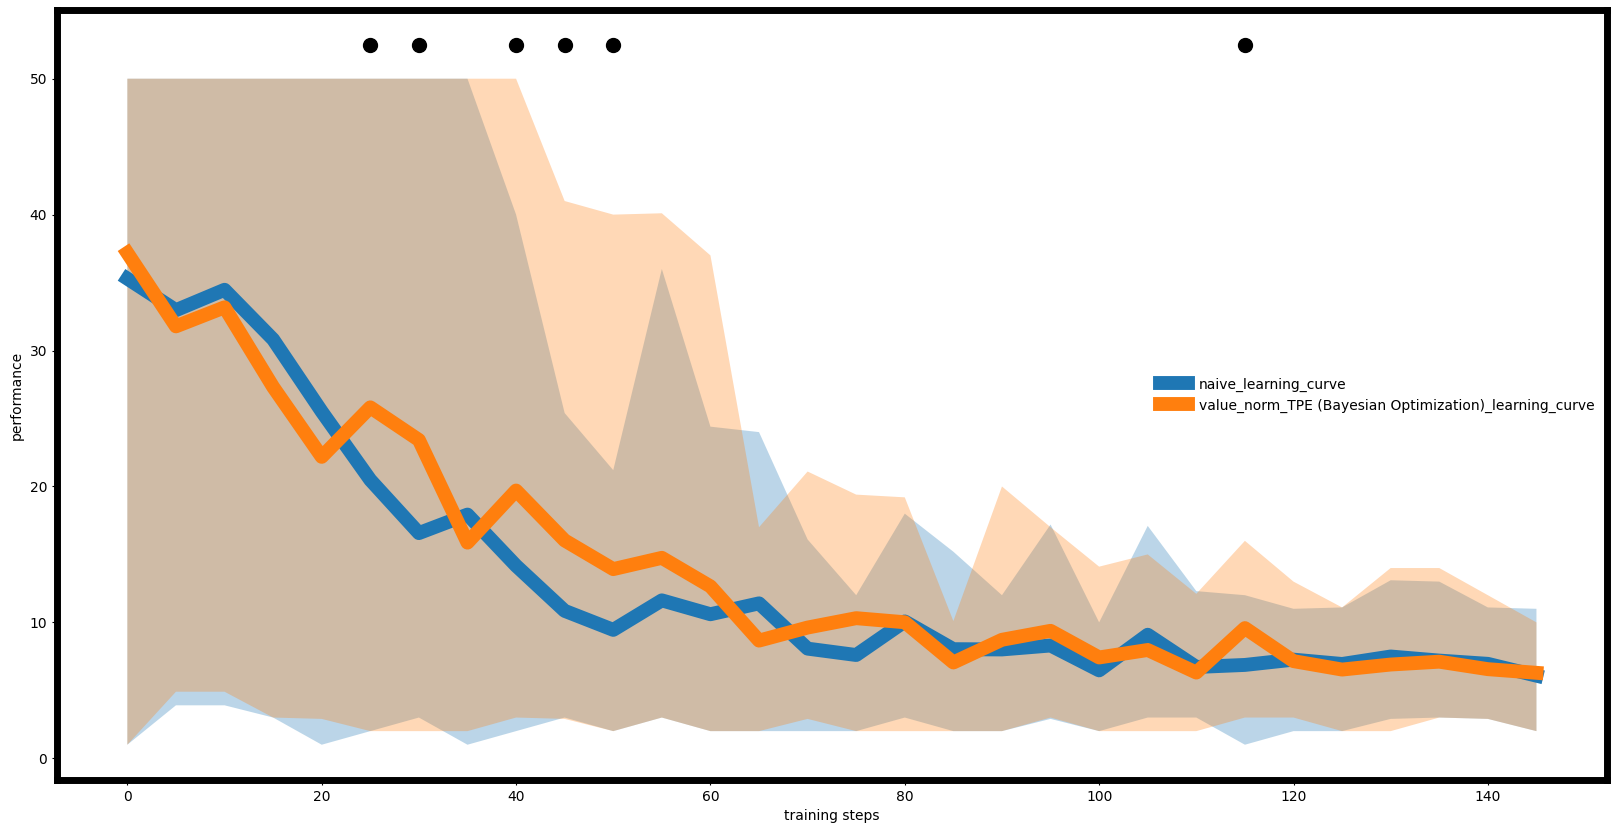 50
40
30
20
10
0
performance
naive_learning_curve
value_norm_TPE (Bayesian Optimization)_learning_curve
0 20 40 60 80 100 120 140
training steps